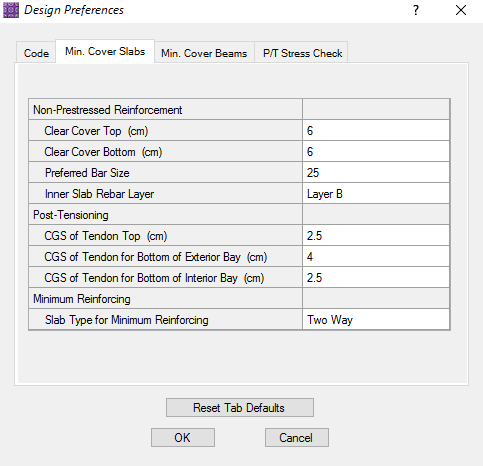 Design Preferences
Code Min. Cover Slabs Min. Cover Beams P/T Stress Check
Non-Prestressed Reinforcement
Clear Cover Top (cm) 6
Clear Cover Bottom (cm) 6
Preferred Bar Size 25
Inner Slab Rebar Layer Layer B
Post-Tensioning
CGS of Tendon Top (cm) 2.5
CGS of Tendon for Bottom of Exterior Bay (cm) 4
CGS of Tendon for Bottom of Interior Bay (cm) 2.5
Minimum Reinforcing
Slab Type for Minimum Reinforcing Two Way
Reset Tab Defaults
OK Cancel